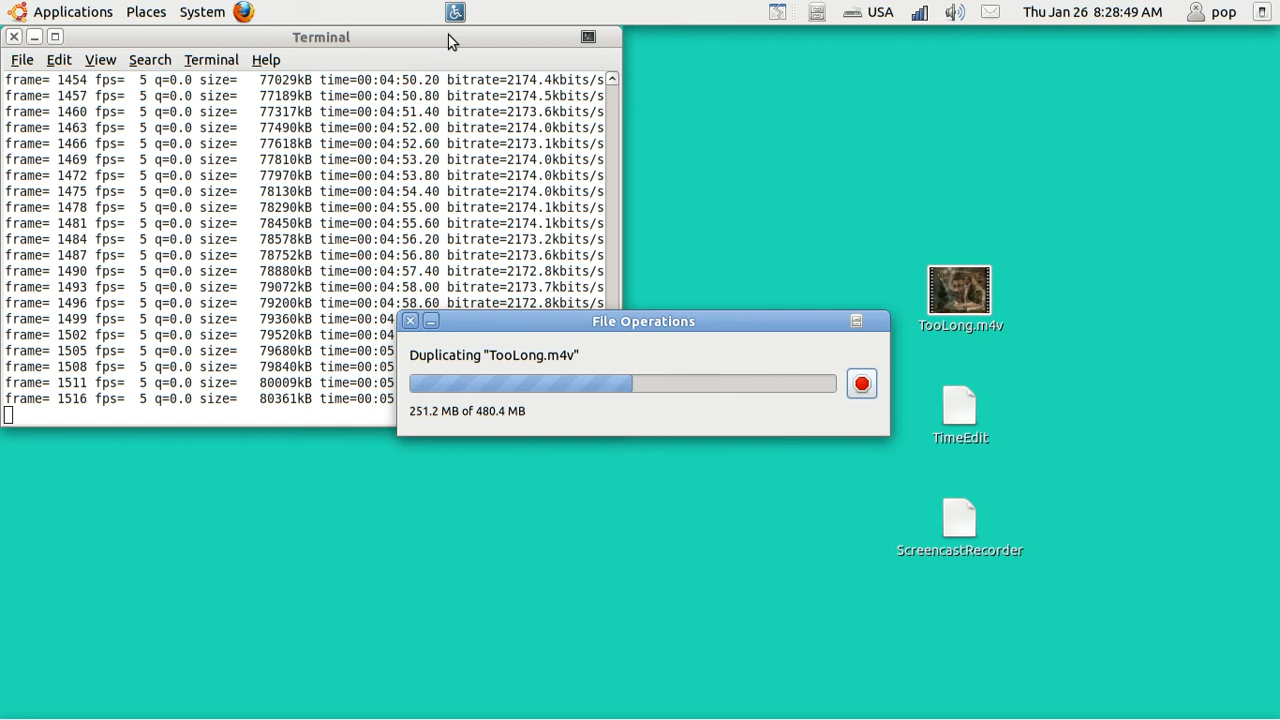 Applications Places System USA Thu Jan 26 8:28:49 AM pop
Terminal
File Edit View Search Terminal Help
frame= 1454 fps=  5 q=0.0 size=   77029kB time=00:04:50.20 bitrate=2174.4kbits/s
frame= 1457 fps=  5 q=0.0 size=   77189kB time=00:04:50.80 bitrate=2174.5kbits/s
frame= 1460 fps=  5 q=0.0 size=   77317kB time=00:04:51.40 bitrate=2173.6kbits/s
frame= 1463 fps=  5 q=0.0 size=   77490kB time=00:04:52.00 bitrate=2174.0kbits/s
frame= 1466 fps=  5 q=0.0 size=   77618kB time=00:04:52.60 bitrate=2173.1kbits/s
frame= 1469 fps=  5 q=0.0 size=   77810kB time=00:04:53.20 bitrate=2174.0kbits/s
frame= 1472 fps=  5 q=0.0 size=   77970kB time=00:04:53.80 bitrate=2174.0kbits/s
frame= 1475 fps=  5 q=0.0 size=   78130kB time=00:04:54.40 bitrate=2174.0kbits/s
frame= 1478 fps=  5 q=0.0 size=   78290kB time=00:04:55.00 bitrate=2174.1kbits/s
frame= 1481 fps=  5 q=0.0 size=   78450kB time=00:04:55.60 bitrate=2174.1kbits/s
frame= 1484 fps=  5 q=0.0 size=   78578kB time=00:04:56.20 bitrate=2173.2kbits/s
frame= 1487 fps=  5 q=0.0 size=   78752kB time=00:04:56.80 bitrate=2173.6kbits/s
frame= 1490 fps=  5 q=0.0 size=   78880kB time=00:04:57.40 bitrate=2172.8kbits/s
frame= 1493 fps=  5 q=0.0 size=   79072kB time=00:04:58.00 bitrate=2173.7kbits/s
frame= 1496 fps=  5 q=0.0 size=   79200kB time=00:04:58.60 bitrate=2172.8kbits/s
frame= 1499 fps=  5 q=0.0 size=   79360kB time=00:04
frame= 1502 fps=  5 q=0.0 size=   79520kB time=00:04
frame= 1505 fps=  5 q=0.0 size=   79680kB time=00:05
frame= 1508 fps=  5 q=0.0 size=   79840kB time=00:05
frame= 1511 fps=  5 q=0.0 size=   80009kB time=00:05
frame= 1516 fps=  5 q=0.0 size=   80361kB time=00:05
File Operations
Duplicating "TooLong.m4v"
251.2 MB of 480.4 MB
TooLong.m4v
TimeEdit
ScreencastRecorder